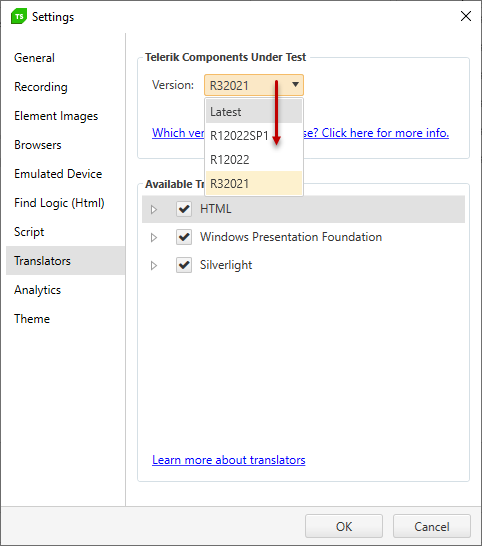 TS Settings
General
Recording
Element Images
Browsers
Emulated Device
Find Logic (Html)
Script
Translators
Analytics
Theme
Telerik Components Under Test
Version: R32021
Latest
R12022SP1
R12022
R32021
Which ver se? Click here for more info.
Available Tr
HTML
Windows Presentation Foundation
Silverlight
Learn more about translators
OK Cancel